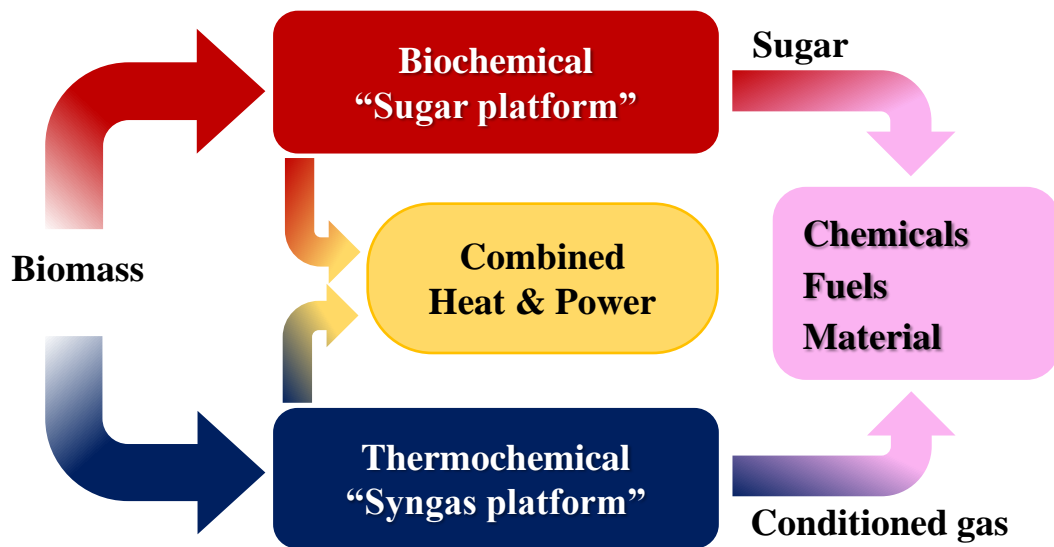 Biochemical
“Sugar platform”
Sugar
Biomass
Combined
Heat & Power
Chemicals
Fuels
Material
Thermochemical
“Syngas platform”
Conditioned gas